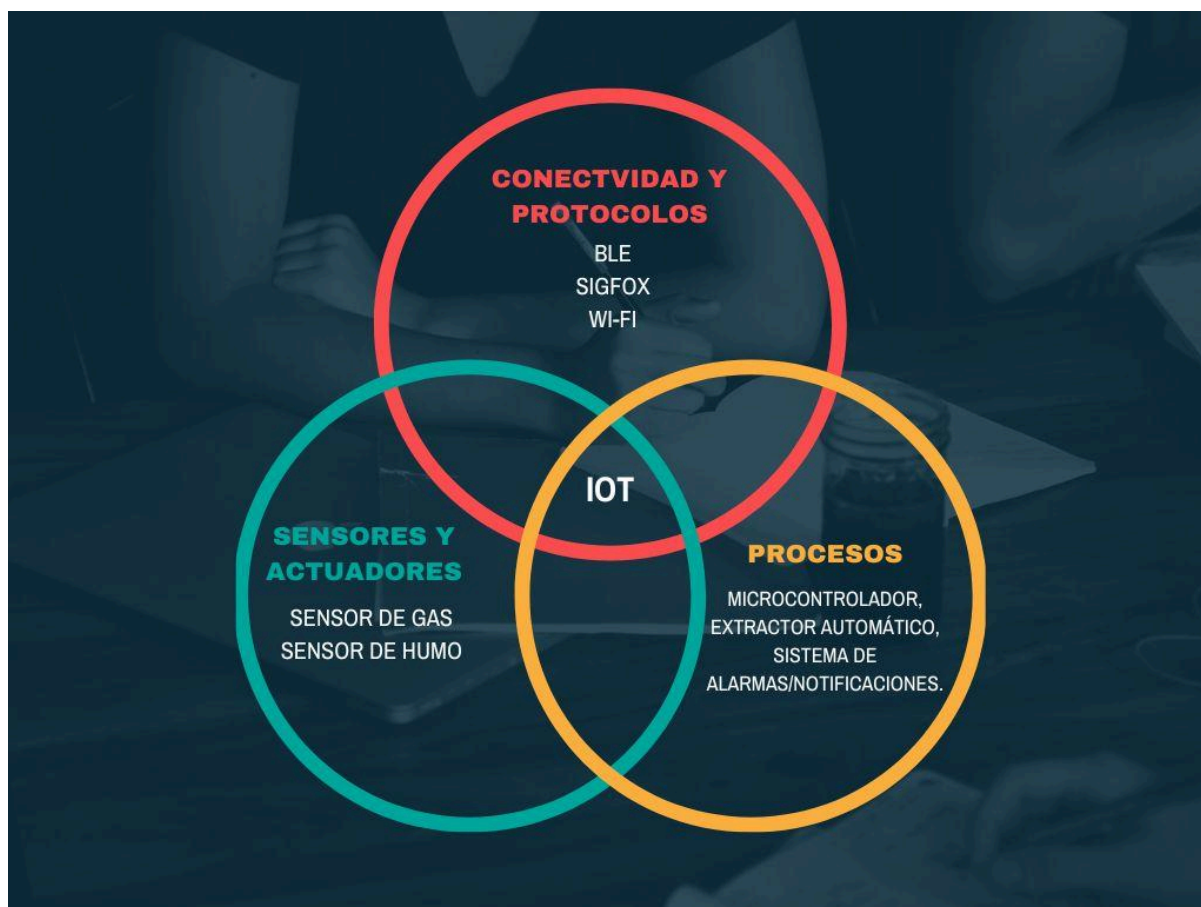 CONECTVIDAD Y
PROTOCOLOS
BLE
SIGFOX
WI-FI
IOT
SENSORES Y
ACTUADORES
SENSOR DE GAS
SENSOR DE HUMO
PROCESOS
MICROCONTROLADOR,
EXTRACTOR AUTOMÁTICO,
SISTEMA DE
ALARMAS/NOTIFICACIONES.